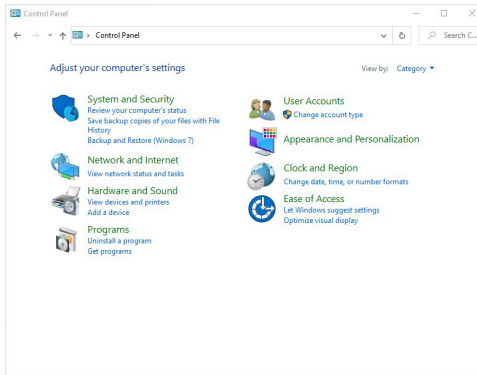 Control Panel
Control Panel
Search C...
Adjust your computer's settings
View by: Category
System and Security
Review your computer's status
Save backup copies of your files with File
History
Backup and Restore (Windows 7)
Network and Internet
View network status and tasks
Hardware and Sound
View devices and printers
Add a device
Programs
Uninstall a program
Get programs
User Accounts
Change account type
Appearance and Personalization
Clock and Region
Change date, time, or number formats
Ease of Access
Let Windows suggest settings
Optimize visual display